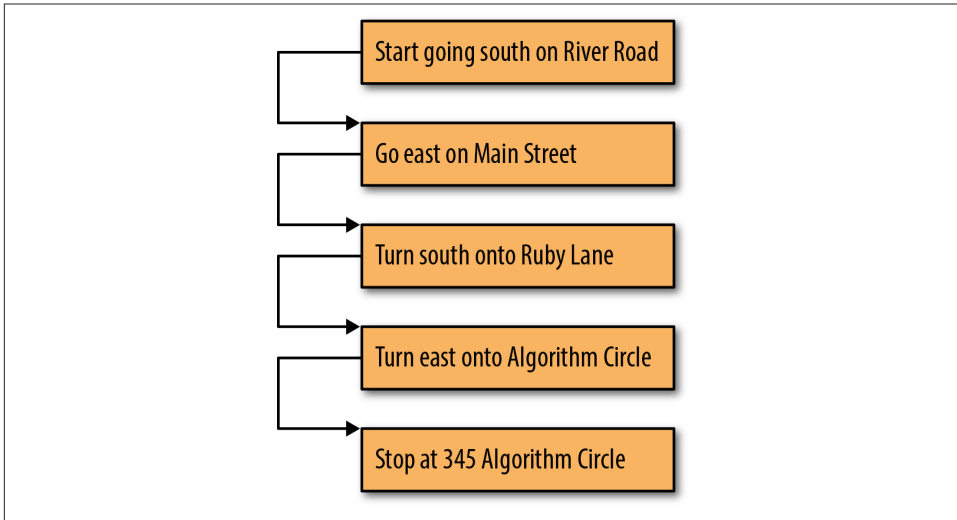 Start going south on River Road
Go east on Main Street
Turn south onto Ruby Lane
Turn east onto Algorithm Circle
Stop at 345 Algorithm Circle